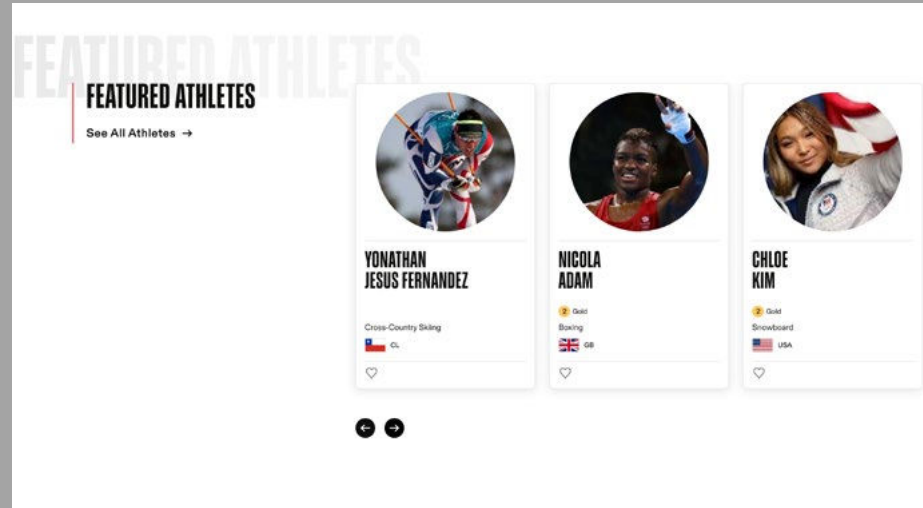 FEATURED ATHLETES
FEATURED ATHLETES
See All Athletes →
YONATHAN
JESUS FERNANDEZ
Cross-Country Skiing
CL
NICOLA
ADAM
2 Gold
Boxing
GB
CHLOE
KIM
2 Gold
Snowboard
USA